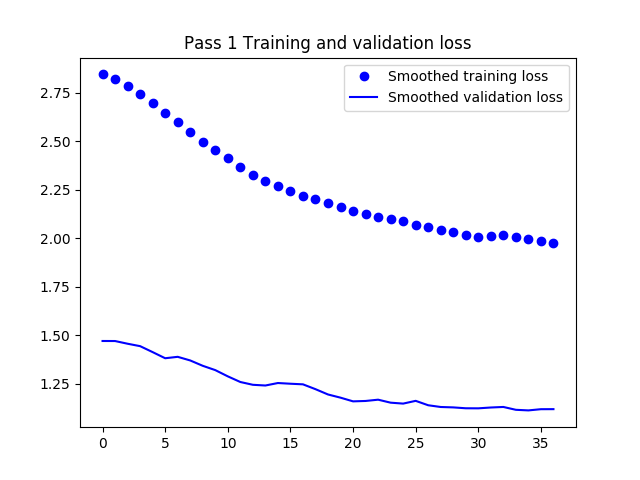 Pass 1 Training and validation loss
Smoothed training loss
Smoothed validation loss
2.75
2.50
2.25
2.00
1.75
1.50
1.25
0 5 10 15 20 25 30 35